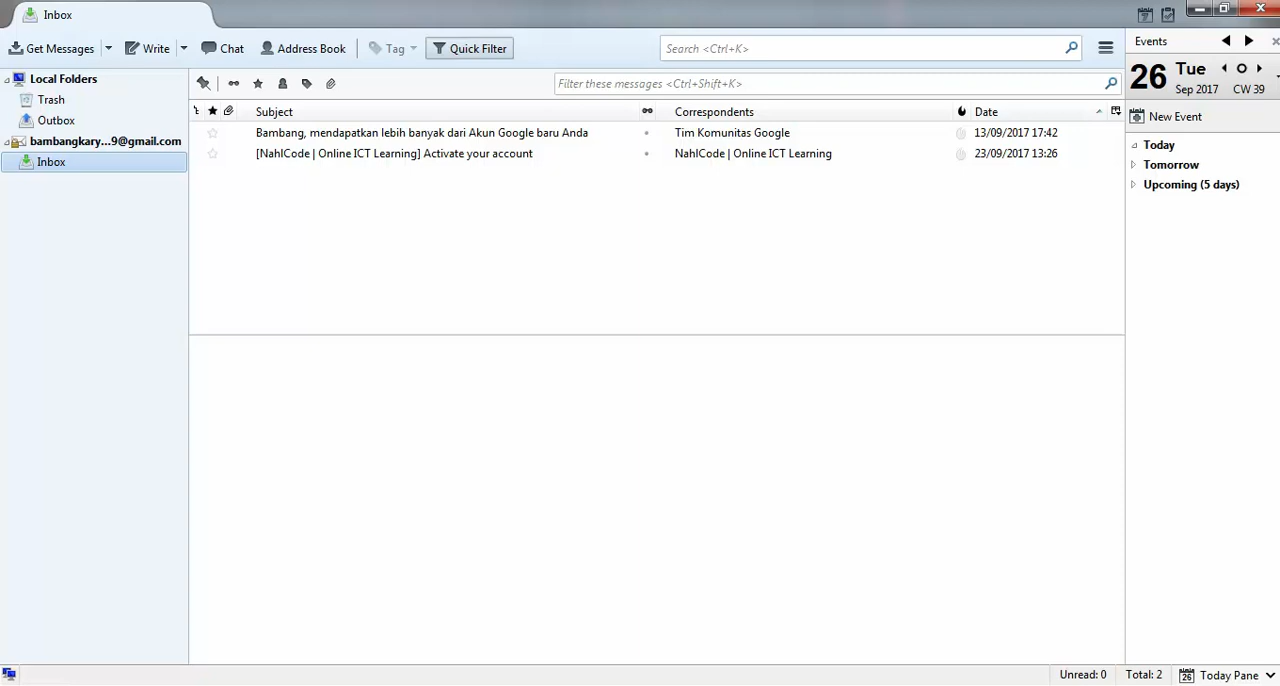 Inbox
Get Messages Write Chat Address Book Tag Quick Filter Search <Ctrl+K>
Events
26 Tue
Sep 2017 CW 39
New Event
Today
Tomorrow
Upcoming (5 days)
Local Folders
Trash
Outbox
bambangkary...9@gmail.com
Inbox
Filter these messages <Ctrl+Shift+K>
Subject Correspondents Date
Bambang, mendapatkan lebih banyak dari Akun Google baru Anda Tim Komunitas Google 13/09/2017 17:42
[NahlCode | Online ICT Learning] Activate your account NahlCode | Online ICT Learning 23/09/2017 13:26
Unread: 0 Total: 2 26 Today Pane